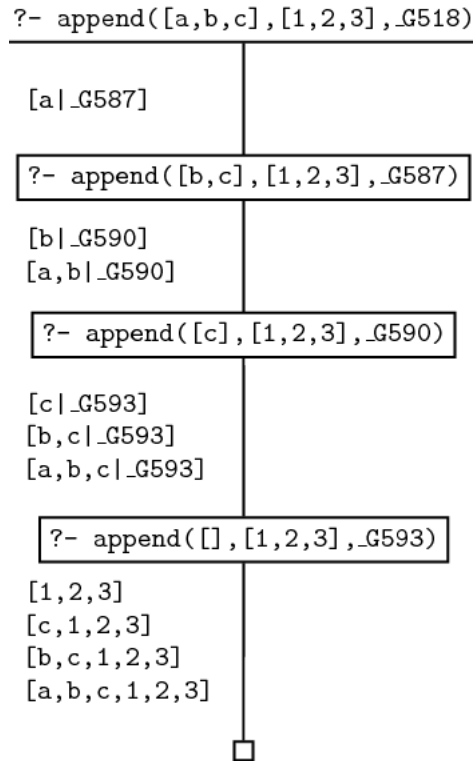 ?- append([a,b,c],[1,2,3],_G518)
[a|_G587]
?- append([b,c],[1,2,3],_G587)
[b|_G590]
[a,b|_G590]
?- append([c],[1,2,3],_G590)
[c|_G593]
[b,c|_G593]
[a,b,c|_G593]
?- append([],[1,2,3],_G593)
[1,2,3]
[c,1,2,3]
[b,c,1,2,3]
[a,b,c,1,2,3]